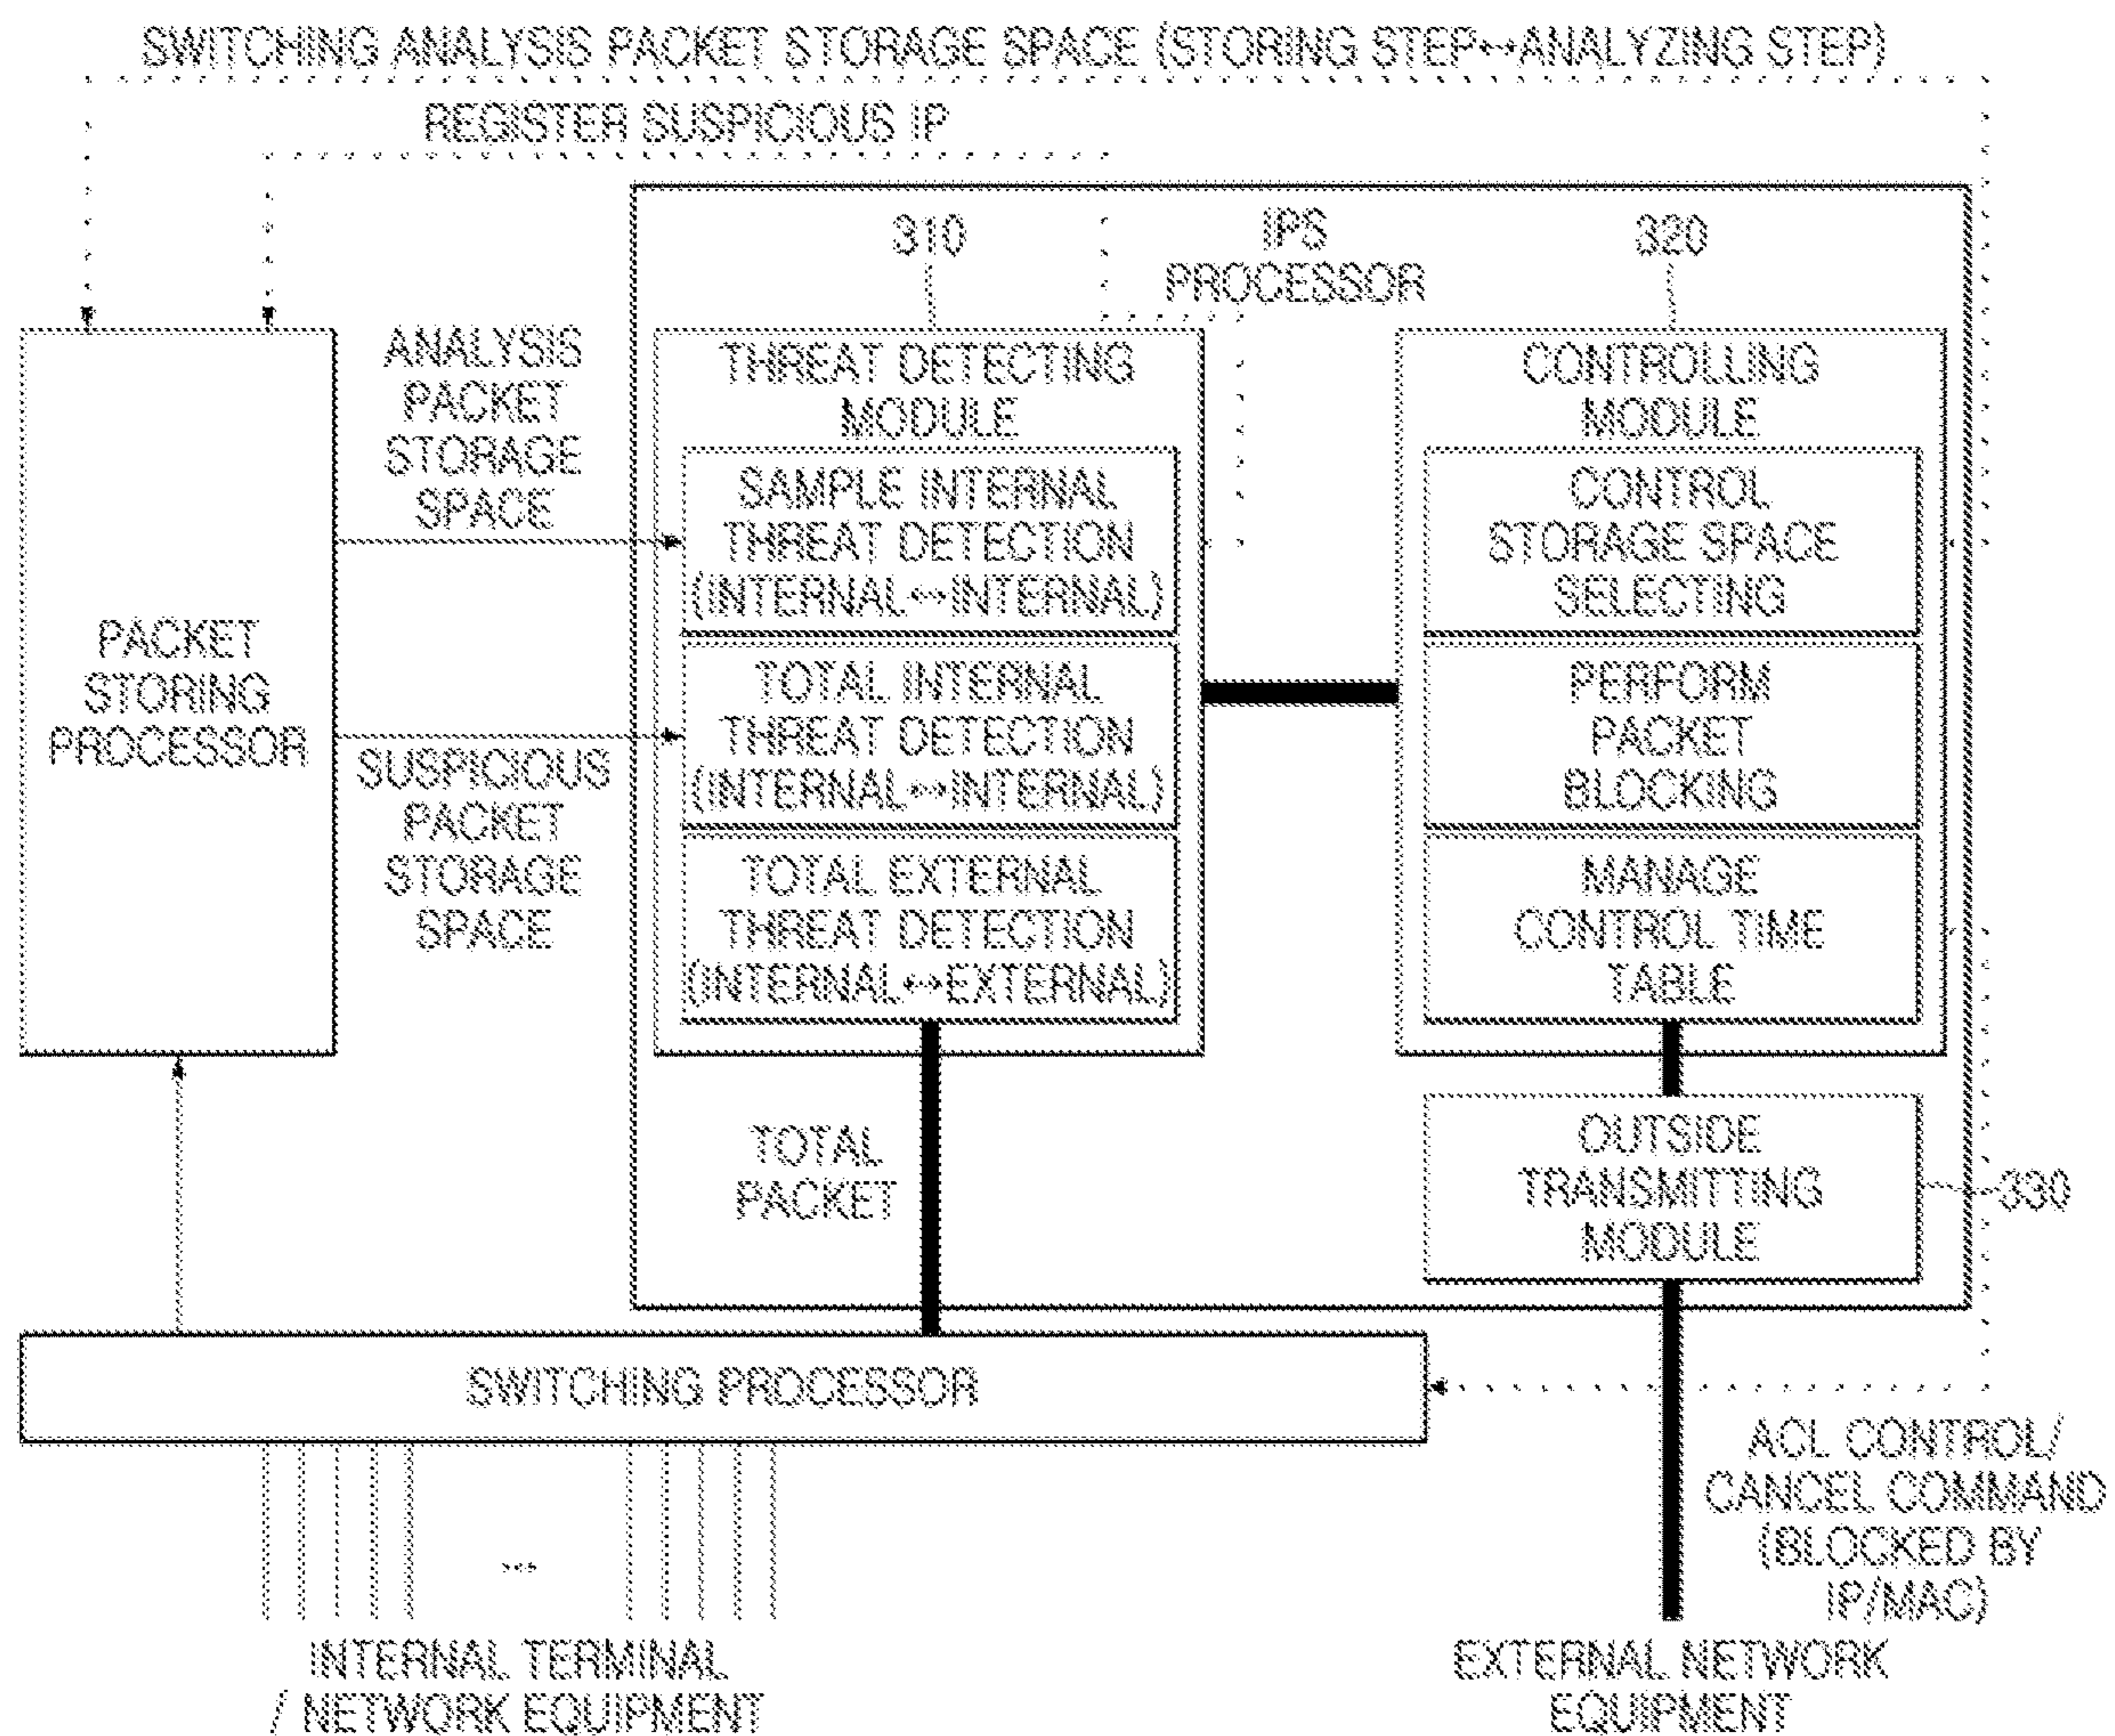 SWITCHING ANALYSIS PACKET STORAGE SPACE (STORING STEP↔ANALYZING STEP)
REGISTER SUSPICIOUS IP
310
IPS
PROCESSOR
320
ANALYSIS
PACKET
STORAGE
SPACE
THREAT DETECTING
MODULE
CONTROLLING
MODULE
SAMPLE INTERNAL
THREAT DETECTION
(INTERNAL↔INTERNAL)
CONTROL
STORAGE SPACE
SELECTING
PACKET
STORING
PROCESSOR
TOTAL INTERNAL
THREAT DETECTION
(INTERNAL↔INTERNAL)
PERFORM
PACKET
BLOCKING
SUSPICIOUS
PACKET
STORAGE
SPACE
TOTAL EXTERNAL
THREAT DETECTION
(INTERNAL↔EXTERNAL)
MANAGE
CONTROL TIME
TABLE
TOTAL
PACKET
OUTSIDE
TRANSMITTING
MODULE
330
SWITCHING PROCESSOR
ACL CONTROL/
CANCEL COMMAND
(BLOCKED BY
IP/MAC)
...
INTERNAL TERMINAL
/ NETWORK EQUIPMENT
EXTERNAL NETWORK
EQUIPMENT